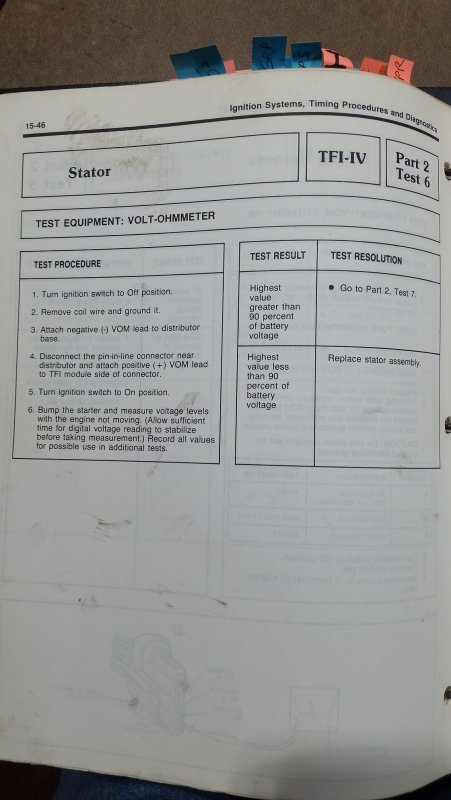 SRP
PR
15-46
Ignition Systems, Timing Procedures and Diagnostics
Stator
TFI-IV
Part 2
Test 6
TEST EQUIPMENT: VOLT-OHMMETER
TEST PROCEDURE
1. Turn ignition switch to Off position.
2. Remove coil wire and ground it.
3. Attach negative (-) VOM lead to distributor
base.
4. Disconnect the pin-in-line connector near
distributor and attach positive (+) VOM lead
to TFI module side of connector.
5. Turn ignition switch to On position.
6. Bump the starter and measure voltage levels
with the engine not moving. (Allow sufficient
time for digital voltage reading to stabilize
before taking measurement.) Record all values
for possible use in additional tests.
TEST RESULT
TEST RESOLUTION
Highest
value
greater than
90 percent
of battery
voltage
● Go to Part 2, Test 7.
Highest
value less
than 90
percent of
battery
voltage
Replace stator assembly.